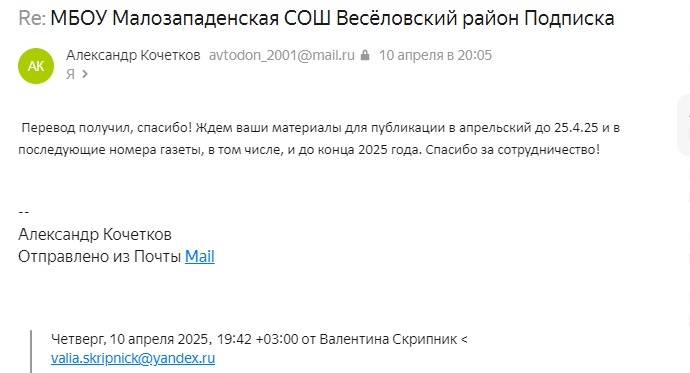 Re: МБОУ Малозападенская СОШ Весёловский район Подписка
АК
Александр Кочетков avtodon_2001@mail.ru 10 апреля в 20:05
Я >
Перевод получил, спасибо! Ждем ваши материалы для публикации в апрельский до 25.4.25 и в
последующие номера газеты, в том числе, и до конца 2025 года. Спасибо за сотрудничество!
--
Александр Кочетков
Отправлено из Почты Mail
Четверг, 10 апреля 2025, 19:42 +03:00 от Валентина Скрипник <
valia.skripnick@yandex.ru